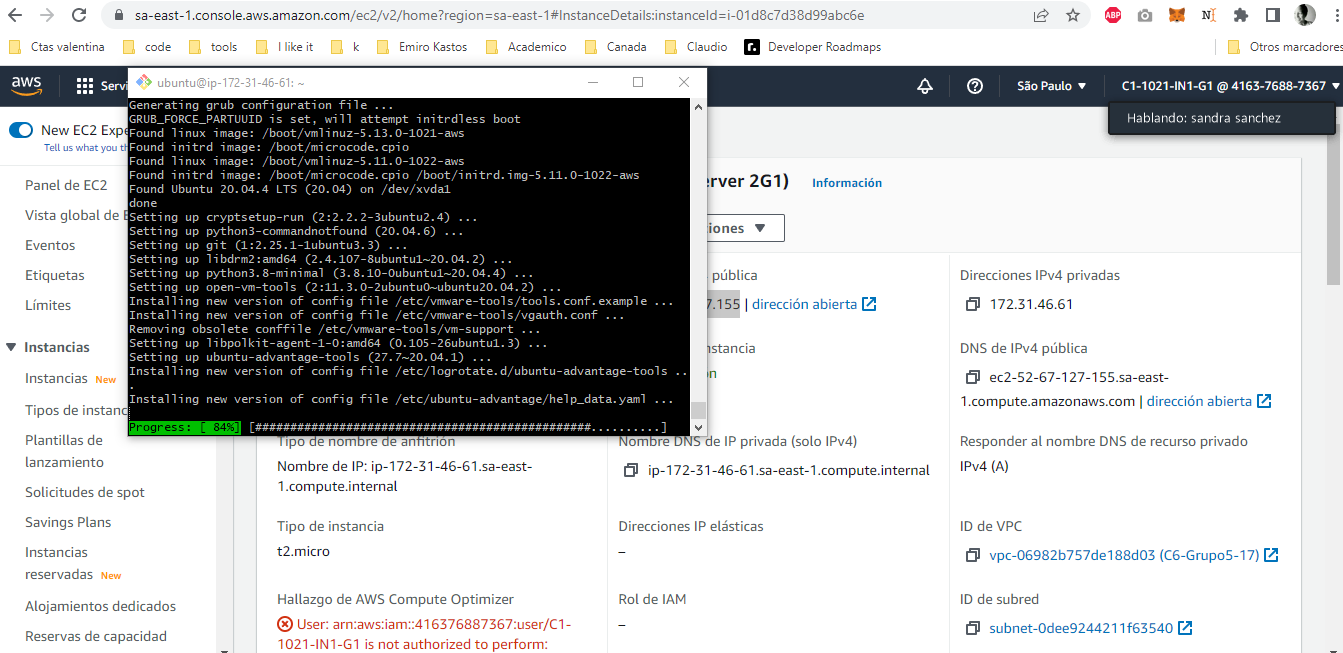 sa-east-1.console.aws.amazon.com/ec2/v2/home?region=sa-east-1#InstanceDetails:instanceId=i-01d8c7d38d99abc6e
ABP
Ctas valentina code tools I like it k Emiro Kastos Academico Canada Claudio r. Developer Roadmaps Otros marcadores
aws Servi São Paulo ▼ C1-1021-IN1-G1 @ 4163-7688-7367 ▼
Hablando: sandra sanchez
New EC2 Expe
Tell us what you th
Panel de EC2
Vista global de E
Eventos
Etiquetas
Límites
Instancias
Instancias New
Tipos de instanc
Plantillas de
lanzamiento
Solicitudes de spot
Savings Plans
Instancias
reservadas New
Alojamientos dedicados
Reservas de capacidad
ubuntu@ip-172-31-46-61: ~
Generating grub configuration file ...
GRUB_FORCE_PARTUUID is set, will attempt initrdless boot
Found linux image: /boot/vmlinuz-5.13.0-1021-aws
Found initrd image: /boot/microcode.cpio
Found linux image: /boot/vmlinuz-5.11.0-1022-aws
Found initrd image: /boot/microcode.cpio /boot/initrd.img-5.11.0-1022-aws
Found Ubuntu 20.04.4 LTS (20.04) on /dev/xvda1
done
Setting up cryptsetup-run (2:2.2.2-3ubuntu2.4) ...
Setting up python3-commandnotfound (20.04.6) ...
Setting up git (1:2.25.1-1ubuntu3.3) ...
Setting up libdrm2:amd64 (2.4.107-8ubuntu1~20.04.2) ...
Setting up python3.8-minimal (3.8.10-0ubuntu1~20.04.4) ...
Setting up open-vm-tools (2:11.3.0-2ubuntu0~ubuntu20.04.2) ...
Installing new version of config file /etc/vmware-tools/tools.conf.example ...
Installing new version of config file /etc/vmware-tools/vgauth.conf ...
Removing obsolete conffile /etc/vmware-tools/vm-support ...
Setting up libpolkit-agent-1-0:amd64 (0.105-26ubuntu1.3) ...
Setting up ubuntu-advantage-tools (27.7~20.04.1) ...
Installing new version of config file /etc/logrotate.d/ubuntu-advantage-tools ..
.
Installing new version of config file /etc/ubuntu-advantage/help_data.yaml ...
Progress: [ 84%] [################################################..........]
erver 2G1) Información
iones ▼
pública
7.155 | dirección abierta
Direcciones IPv4 privadas
172.31.46.61
nstancia
n
DNS de IPv4 pública
ec2-52-67-127-155.sa-east-
1.compute.amazonaws.com | dirección abierta
Tipo de nombre de anfitrión
Nombre de IP: ip-172-31-46-61.sa-east-
1.compute.internal
Nombre DNS de IP privada (solo IPv4)
ip-172-31-46-61.sa-east-1.compute.internal
Responder al nombre DNS de recurso privado
IPv4 (A)
Tipo de instancia
t2.micro
Direcciones IP elásticas
–
ID de VPC
vpc-06982b757de188d03 (C6-Grupo5-17)
Hallazgo de AWS Compute Optimizer
User: arn:aws:iam::416376887367:user/C1-
1021-IN1-G1 is not authorized to perform:
Rol de IAM
–
ID de subred
subnet-0dee9244211f63540